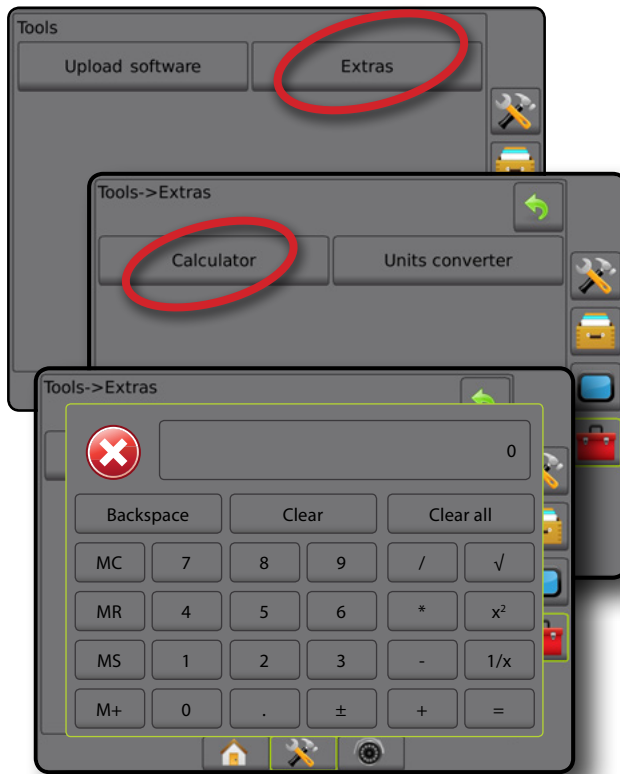 Tools
Upload software Extras
Tools->Extras
Calculator Units converter
Tools->Extras
0
Backspace Clear Clear all
MC 7 8 9 / √
MR 4 5 6 * x²
MS 1 2 3 - 1/x
M+ 0 . ± + =